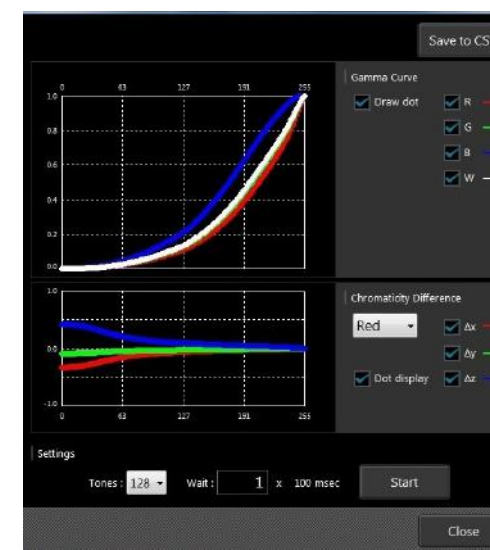 Save to CS
Gamma Curve
Draw dot
R
G
B
W
0 63 127 191 255
1.0
0.8
0.6
0.4
0.2
0.0
Chromaticity Difference
Red
Δx
Δy
Dot display
Δz
1.0
0.0
-1.0
0 63 127 191 255
Settings
Tones : 128 Wait : 1 x 100 msec Start
Close